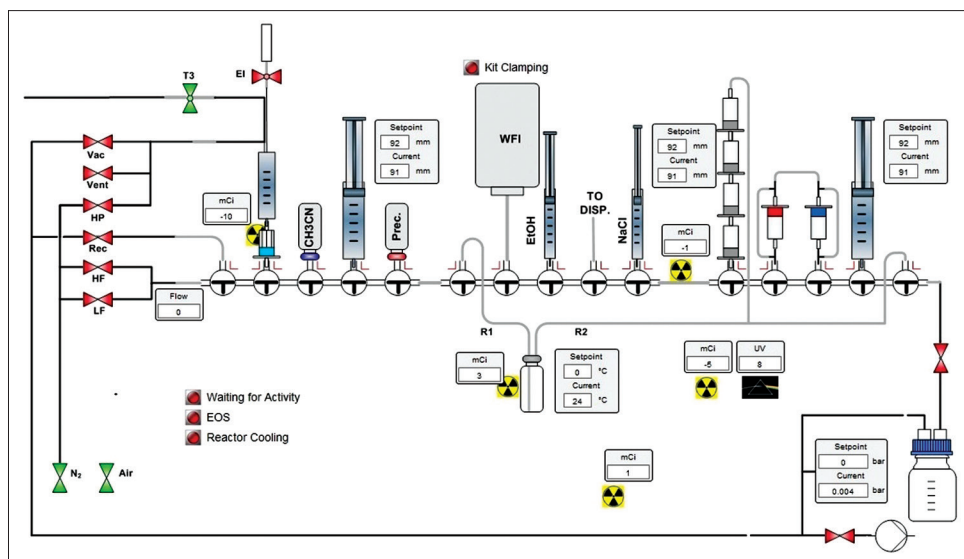 T3
EI
Kit Clamping
Setpoint
92 mm
Current
91 mm
WFI
Setpoint
92 mm
Current
91 mm
Setpoint
92 mm
Current
91 mm
Vac
Vent
HP
Rec
HF
LF
mCi
-10
CH3CN
Prec.
EtOH
TO
DISP.
NaCl
mCi
-1
Flow
0
R1
R2
mCi
3
Setpoint
0 °C
Current
24 °C
mCi
-5
UV
8
Waiting for Activity
EOS
Reactor Cooling
N₂
Air
mCi
1
Setpoint
0 bar
Current
0.004 bar